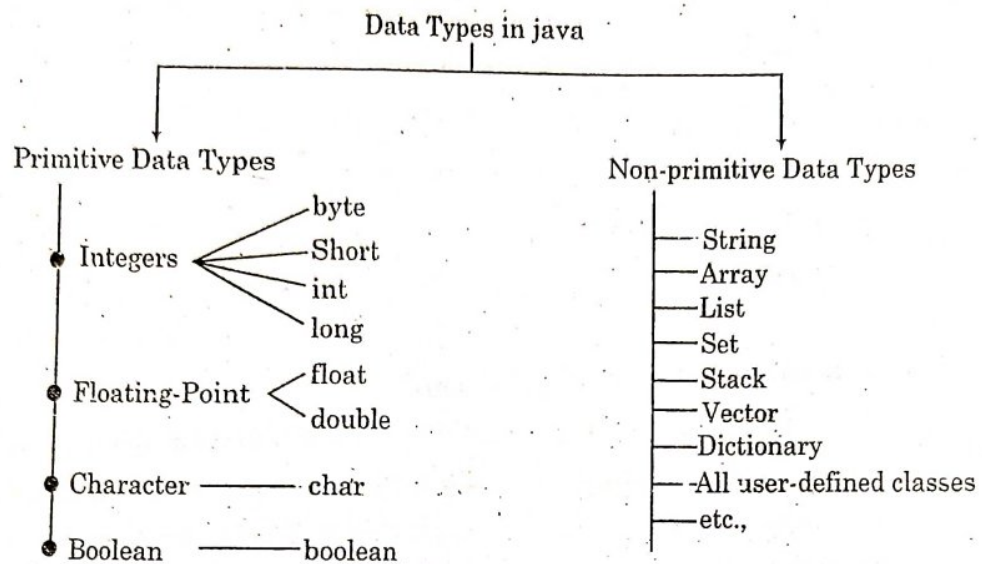 Data Types in java
Primitive Data Types
Integers
byte
Short
int
long
Floating-Point
float
double
Character
char
Boolean
boolean
Non-primitive Data Types
String
Array
List
Set
Stack
Vector
Dictionary
All user-defined classes
etc.,